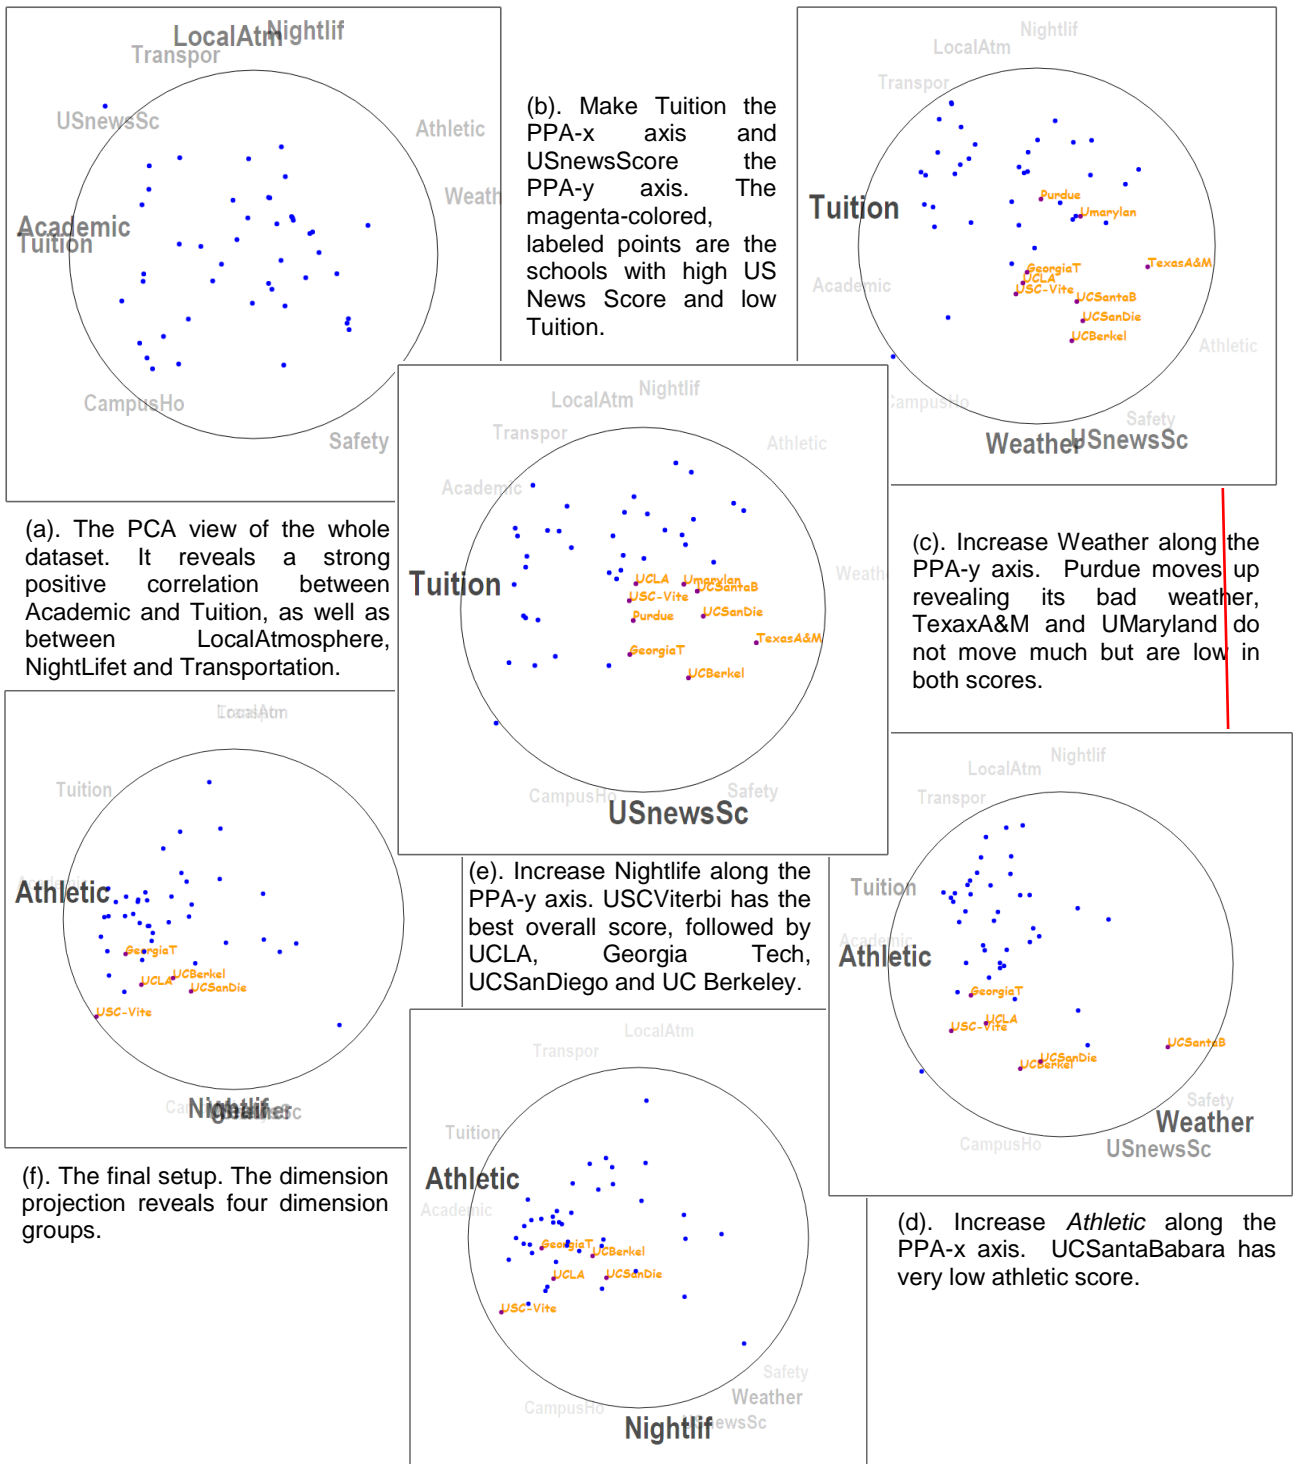 LocalAtm
Nightlif
Transpor
USnewsSc
Athletic
Weath
Academic
Tuition
CampusHo
Safety
(a). The PCA view of the whole
dataset. It reveals a strong
positive correlation between
Academic and Tuition, as well as
between LocalAtmosphere,
NightLifet and Transportation.
(b). Make Tuition the
PPA-x axis and
USnewsScore the
PPA-y axis. The
magenta-colored,
labeled points are the
schools with high US
News Score and low
Tuition.
Nightlif
LocalAtm
Transpor
Athletic
Academic
Tuition
Weathe
UCLA
Umarylan
UCSantaB
USC-Vite
Purdue
UCSanDie
TexasA&M
GeorgiaT
UCBerkel
CampusHo
Safety
USnewsSc
Nightlif
LocalAtm
Transpor
Tuition
Purdue
Umarylan
TexasA&M
GeorgiaT
UCLA
USC-Vite
UCSantaB
UCSanDie
UCBerkel
Academic
Athletic
CampusHo
Safety
Weather
USnewsSc
(c). Increase Weather along the
PPA-y axis. Purdue moves up
revealing its bad weather,
TexaxA&M and UMaryland do
not move much but are low in
both scores.
Nightlif
LocalAtm
Transpor
Tuition
Academic
Athletic
GeorgiaT
UCLA
USC-Vite
UCSanDie
UCBerkel
UCSantaB
Safety
Weather
CampusHo
USnewsSc
(d). Increase Athletic along the
PPA-x axis. UCSantaBabara has
very low athletic score.
(e). Increase Nightlife along the
PPA-y axis. USCViterbi has the
best overall score, followed by
UCLA, Georgia Tech,
UCSanDiego and UC Berkeley.
LocalAtm
Transpor
Tuition
Athletic
Academic
GeorgiaT
UCBerkel
UCLA
UCSanDie
USC-Vite
Safety
Weather
CampusHo
USnewsSc
Nightlif
LocalAtm
Tuition
Academic
Athletic
GeorgiaT
UCBerkel
UCLA
UCSanDie
USC-Vite
Nightlif
(f). The final setup. The dimension
projection reveals four dimension
groups.